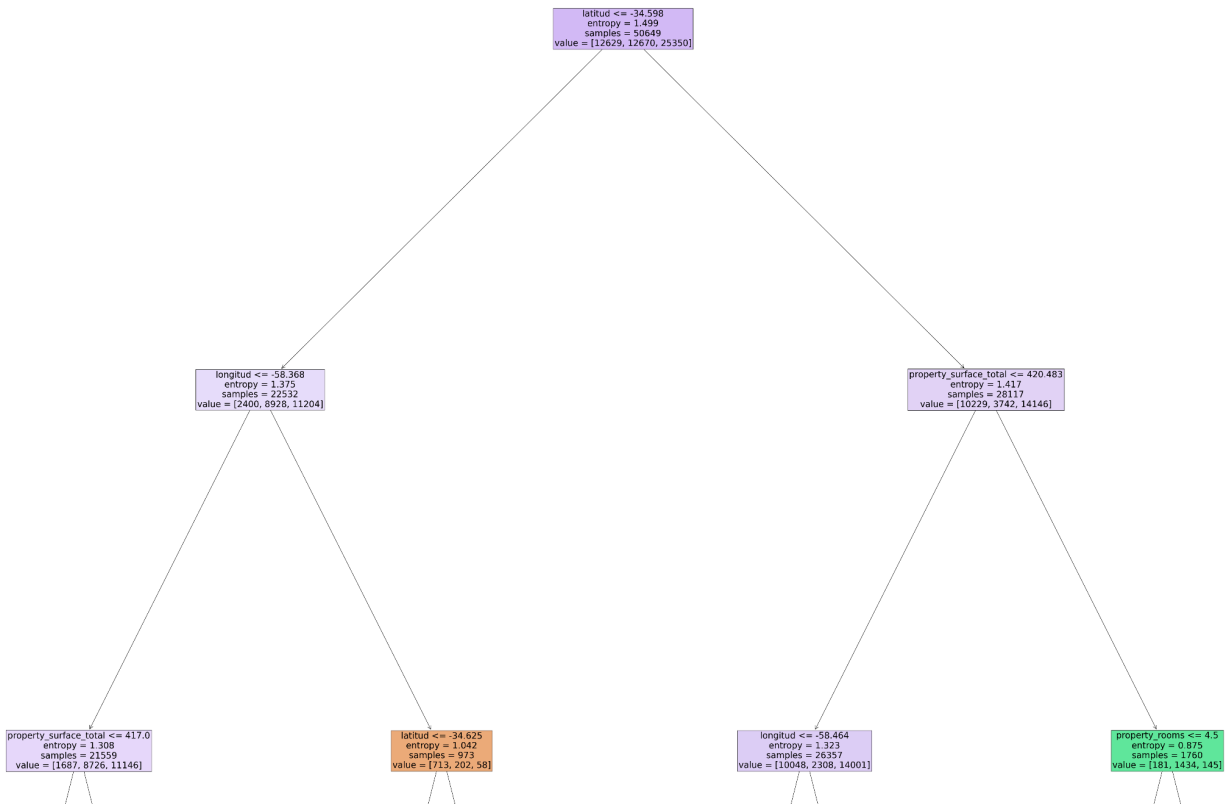 latitud <= -34.598
entropy = 1.499
samples = 50649
value = [12629, 12670, 25350]
longitud <= -58.368
entropy = 1.375
samples = 22532
value = [2400, 8928, 11204]
property_surface_total <= 420.483
entropy = 1.417
samples = 28117
value = [10229, 3742, 14146]
property_surface_total <= 417.0
entropy = 1.308
samples = 21559
value = [1687, 8726, 11146]
latitud <= -34.625
entropy = 1.042
samples = 973
value = [713, 202, 58]
longitud <= -58.464
entropy = 1.323
samples = 26357
value = [10048, 2308, 14001]
property_rooms <= 4.5
entropy = 0.875
samples = 1760
value = [181, 1434, 145]